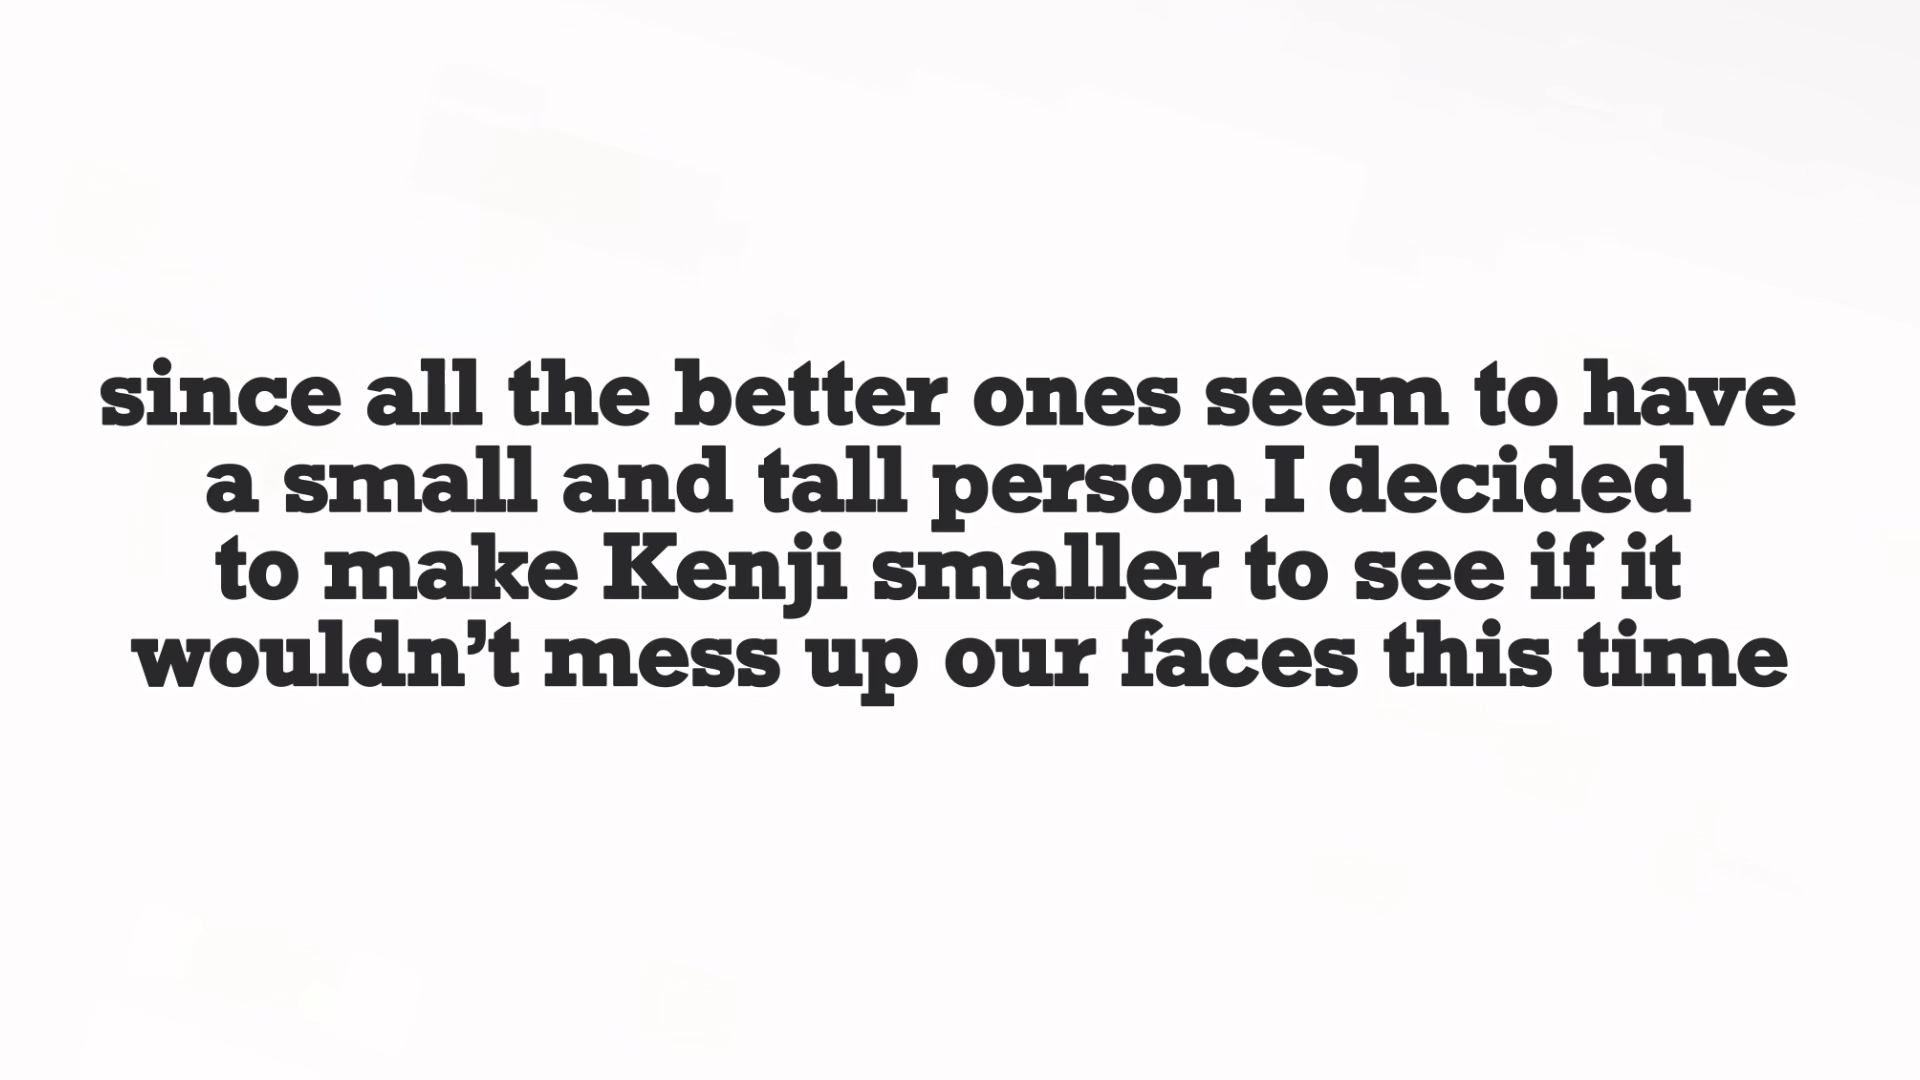 since all the better ones seem to have
a small and tall person I decided
to make Kenji smaller to see if it
wouldn’t mess up our faces this time